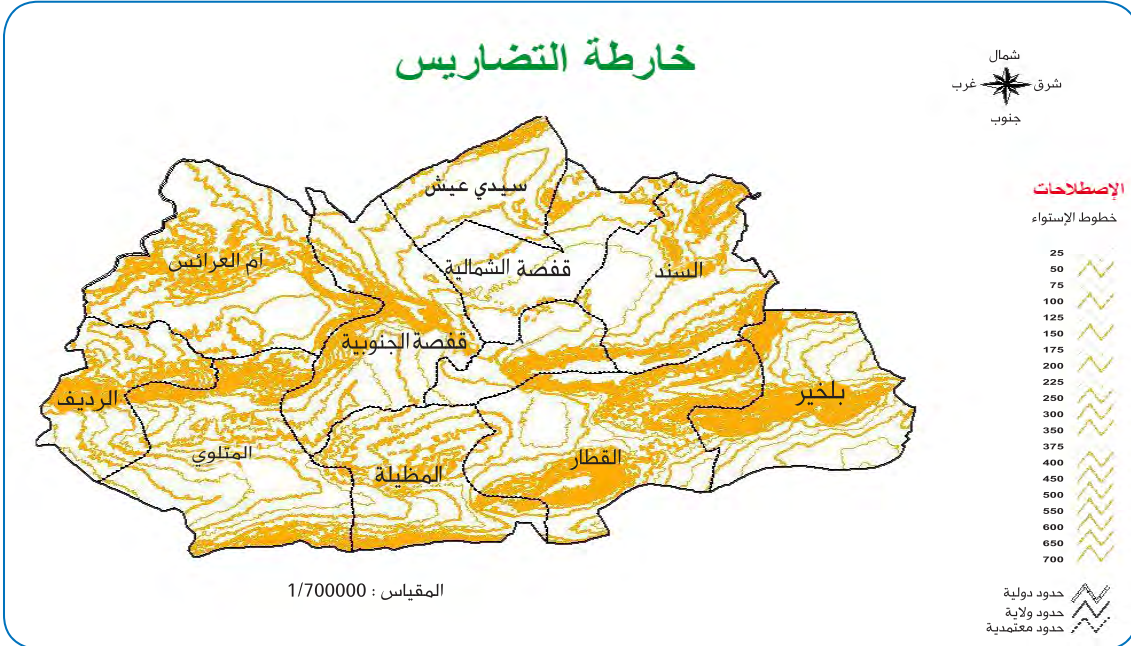 خارطة التضاريس
شمال
شرق
غرب
جنوب
سيدي عيش
أم العرائس
قفصة الشمالية
السند
قفصة الجنوبية
الرديف
بلخير
المتلوي
المظيلة
القطار
المقياس : 1/700000
الإصطلاحات
خطوط الإستواء
25
50
75
100
125
150
175
200
225
250
300
350
375
400
450
500
550
600
650
700
حدود دولية
حدود ولاية
حدود معتمدية